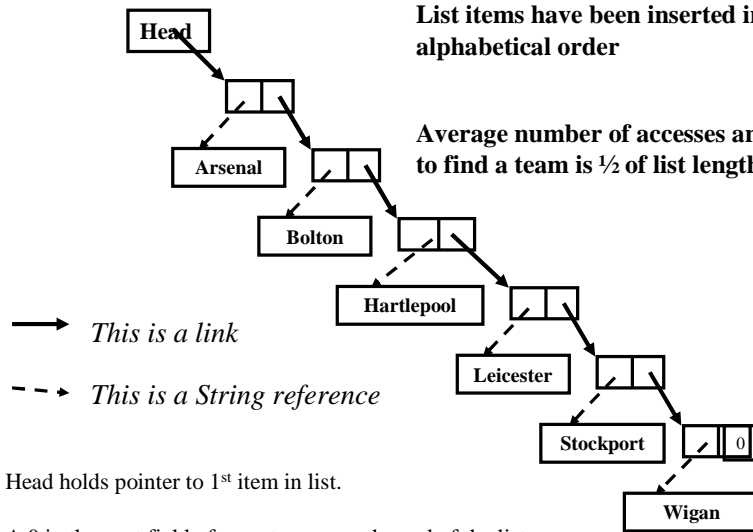 Head
List items have been inserted in
alphabetical order
Average number of accesses
to find a team is ½ of list length
Arsenal
Bolton
Hartlepool
Leicester
Stockport
0
Wigan
This is a link
This is a String reference
Head holds pointer to 1st item in list.